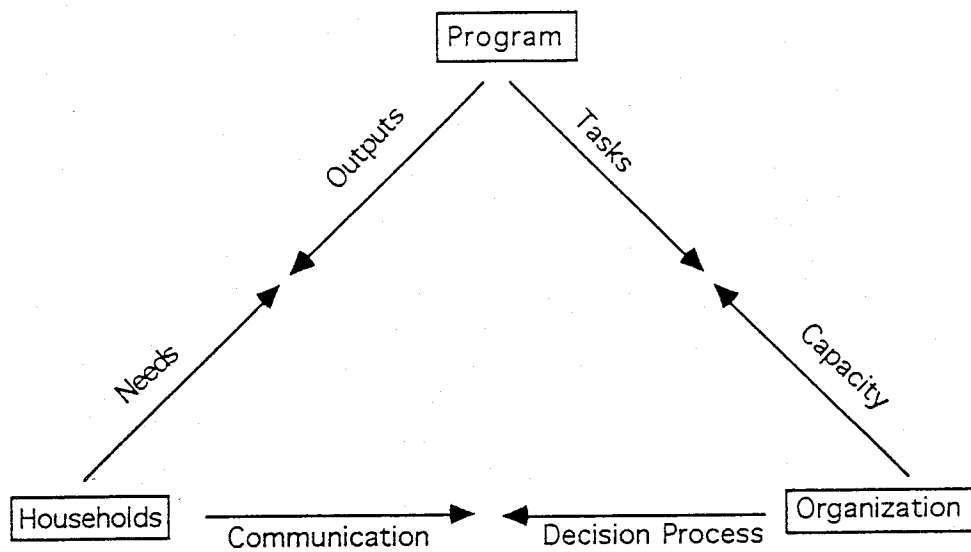 Program
Outputs
Tasks
Needs
Capacity
Households
Communication
Decision Process
Organization